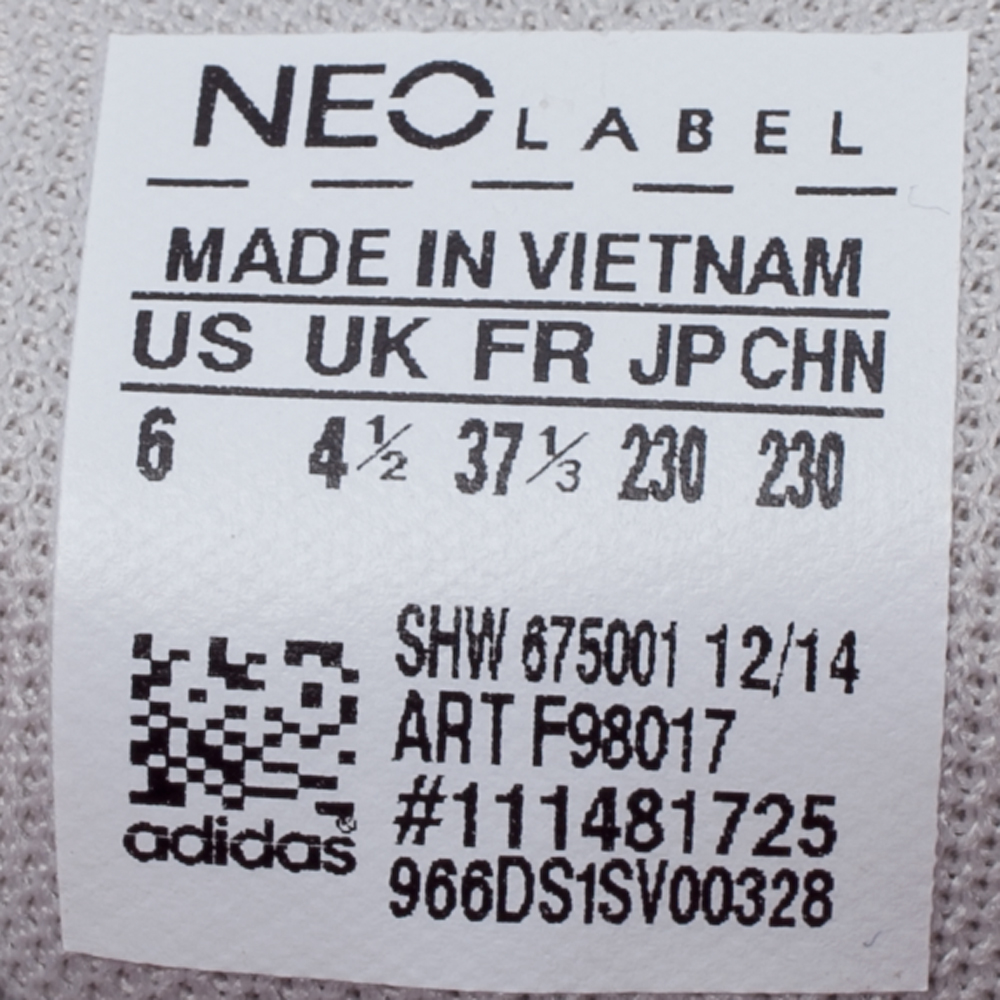 NEO LABEL
MADE IN VIETNAM
US UK FR JP CHN
6 4½ 37⅓ 230 230
SHW 675001 12/14
ART F98017
#111481725
966DS1SV00328
adidas®